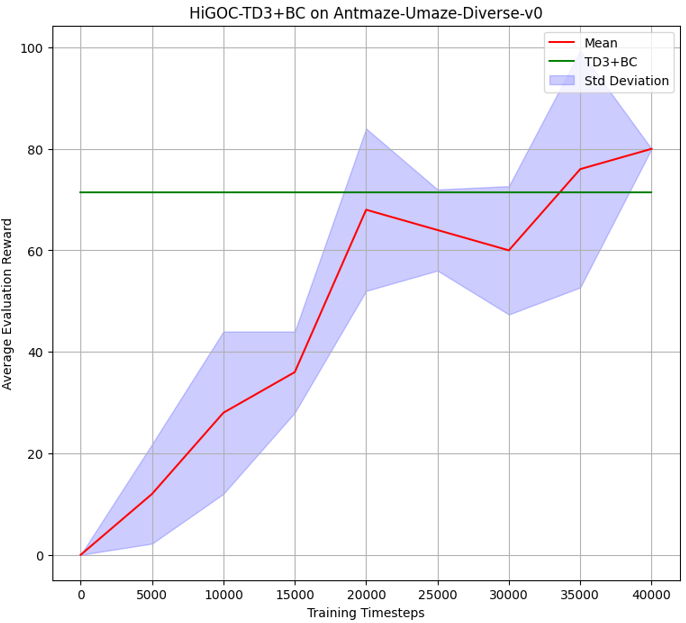 HiGOC-TD3+BC on Antmaze-Umaze-Diverse-v0
Mean
TD3+BC
Std Deviation
100
80
60
40
20
0
Average Evaluation Reward
0 5000 10000 15000 20000 25000 30000 35000 40000
Training Timesteps